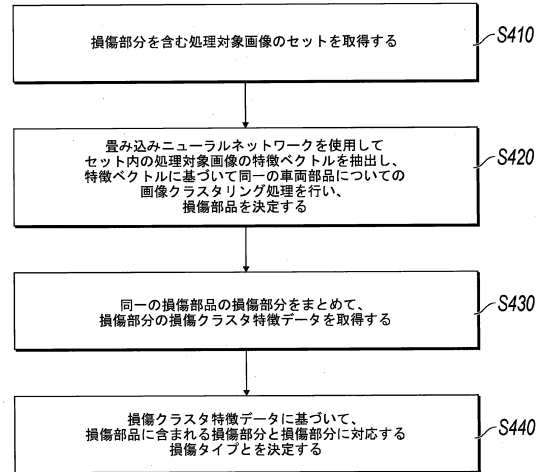 損傷部分を含む処理対象画像のセットを取得する
S410
畳み込みニューラルネットワークを使用して
セット内の処理対象画像の特徴ベクトルを抽出し、
特徴ベクトルに基づいて同一の車両部品についての
画像クラスタリング処理を行い、
損傷部品を決定する
S420
同一の損傷部品の損傷部分をまとめて、
損傷部分の損傷クラスタ特徴データを取得する
S430
損傷クラスタ特徴データに基づいて、
損傷部品に含まれる損傷部分と損傷部分に対応する
損傷タイプとを決定する
S440